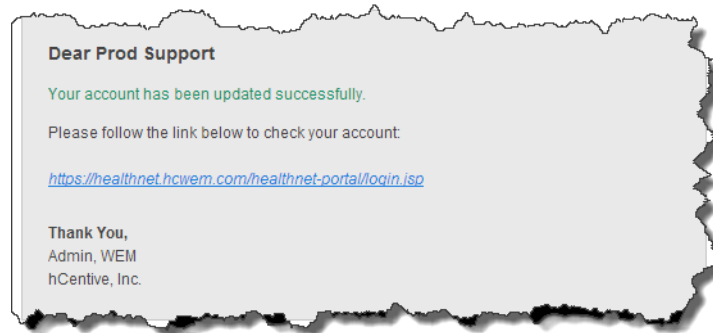 Dear Prod Support
Your account has been updated successfully.
Please follow the link below to check your account:
https://healthnet.hcwem.com/healthnet-portal/login.jsp
Thank You,
Admin, WEM
hCentive, Inc.